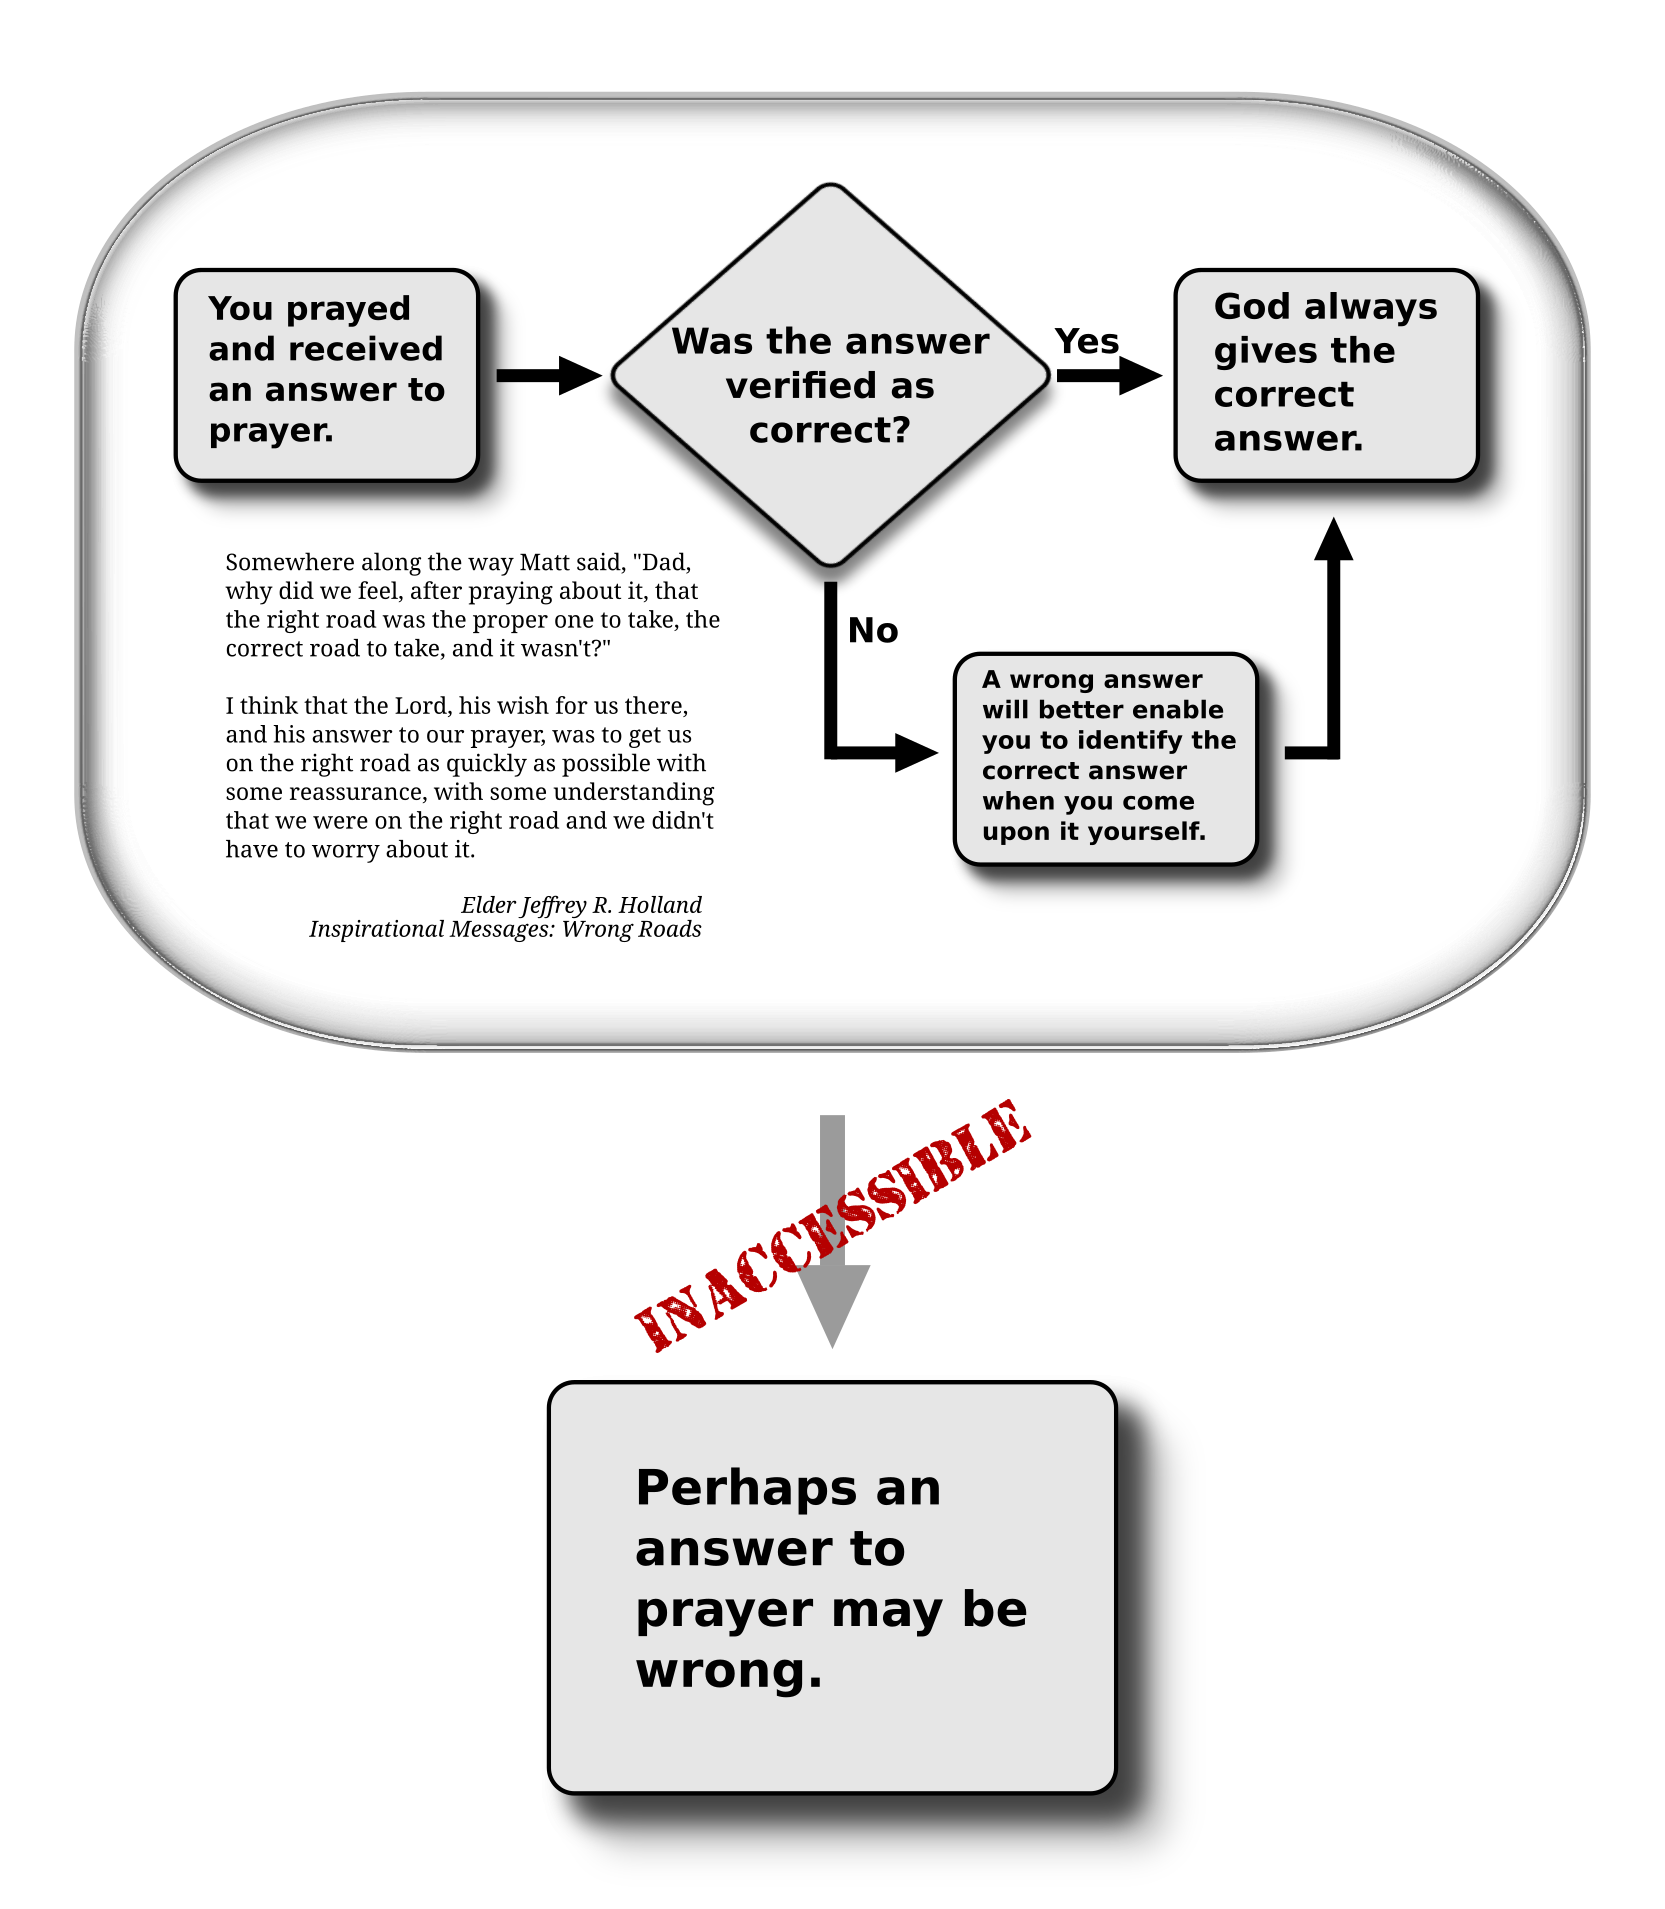 You prayed
and received
an answer to
prayer.
Was the answer
verified as
correct?
Yes
God always
gives the
correct
answer.
No
A wrong answer
will better enable
you to identify the
correct answer
when you come
upon it yourself.
Somewhere along the way Matt said, "Dad,
why did we feel, after praying about it, that
the right road was the proper one to take, the
correct road to take, and it wasn't?"
I think that the Lord, his wish for us there,
and his answer to our prayer, was to get us
on the right road as quickly as possible with
some reassurance, with some understanding
that we were on the right road and we didn't
have to worry about it.
Elder Jeffrey R. Holland
Inspirational Messages: Wrong Roads
INACCESSIBLE
Perhaps an
answer to
prayer may be
wrong.